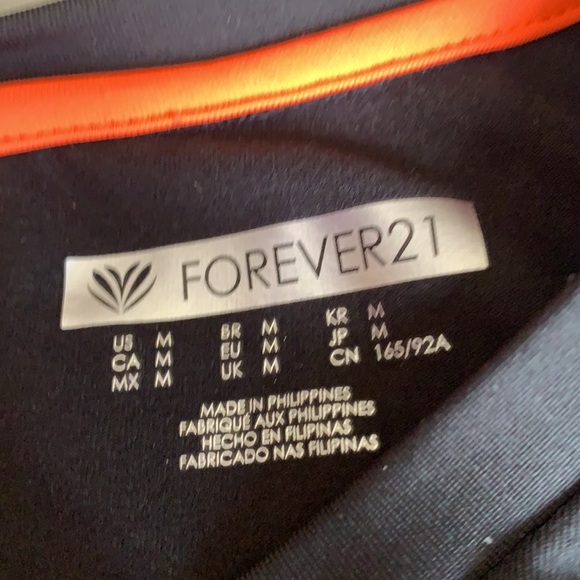 FOREVER21
US M BR M KR M
CA M EU M JP M
MX M UK M CN 165/92A
MADE IN PHILIPPINES
FABRIQUÉ AUX PHILIPPINES
HECHO EN FILIPINAS
FABRICADO NAS FILIPINAS